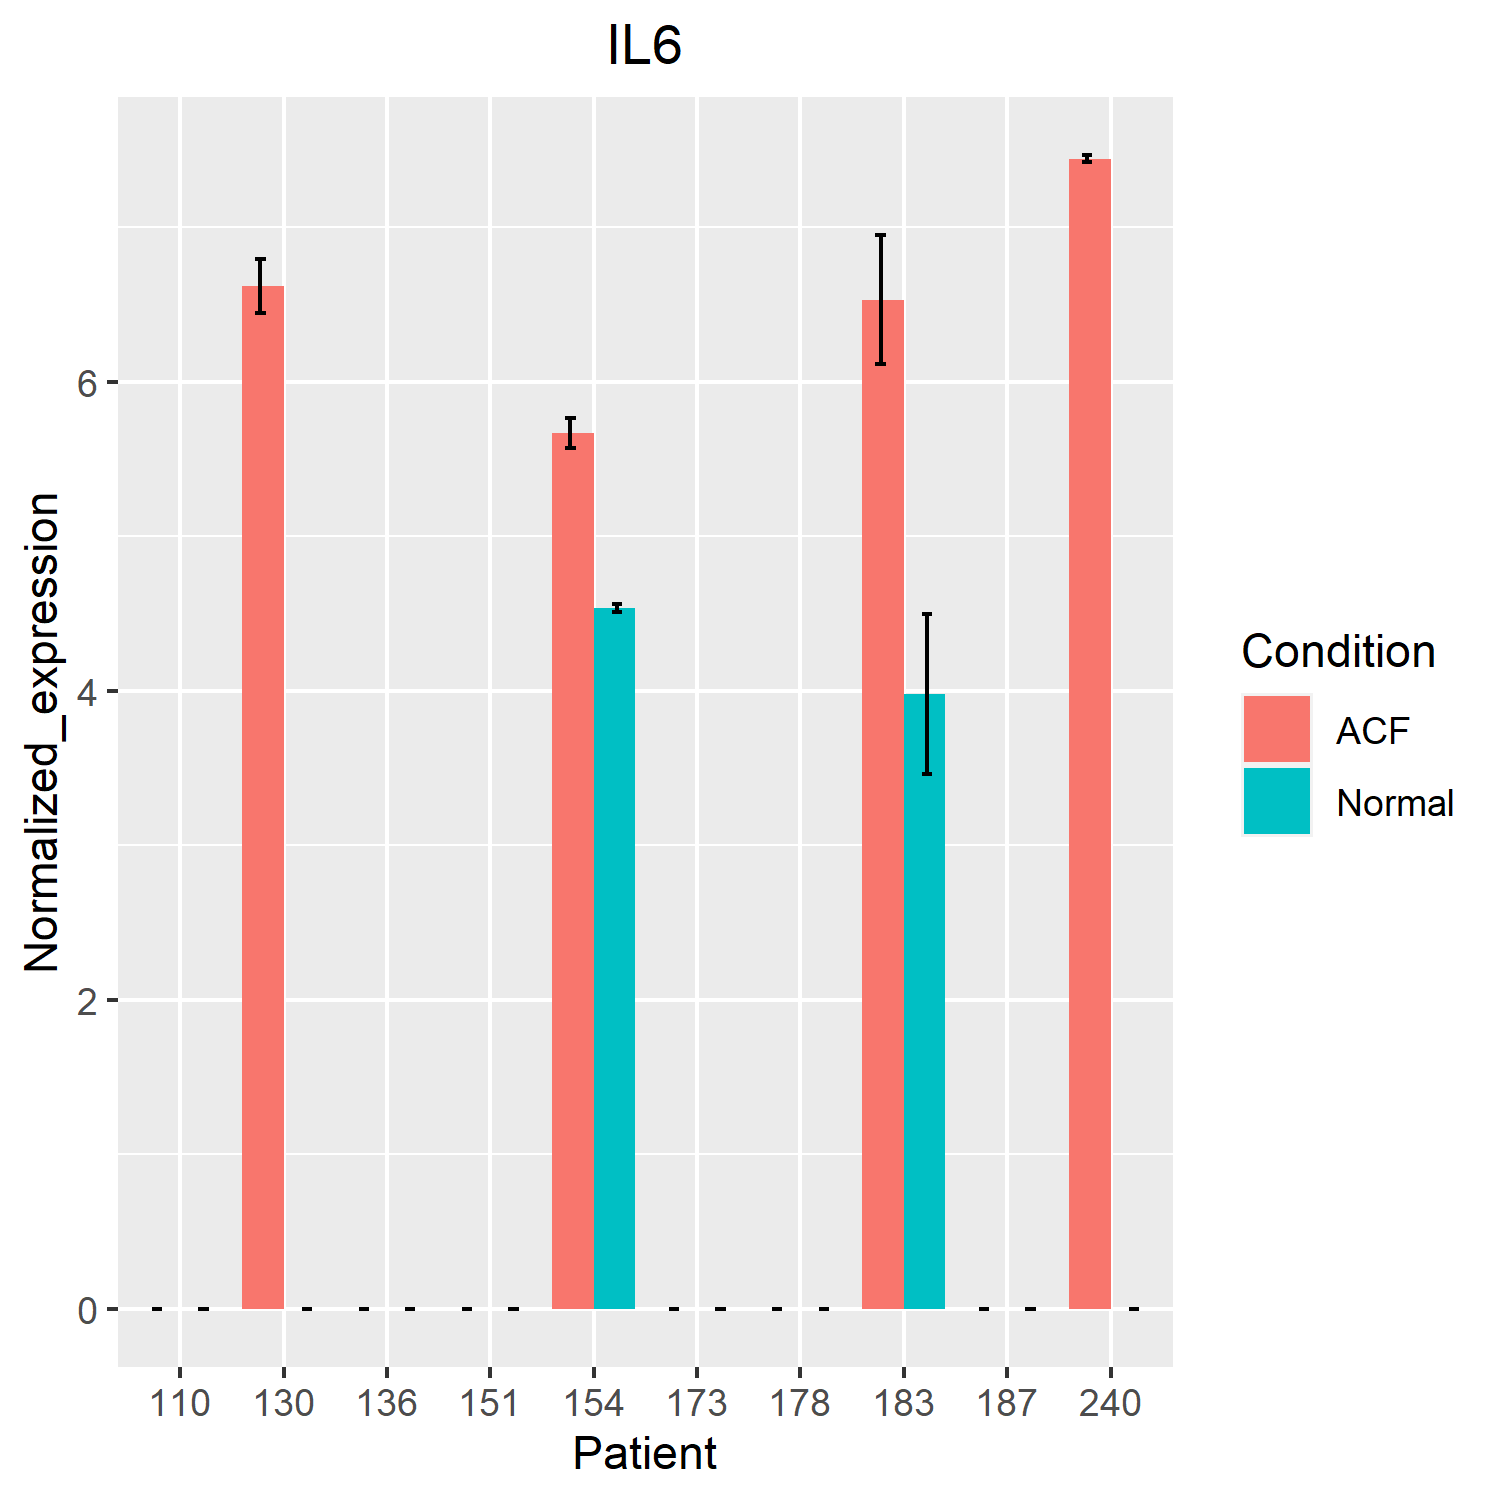 IL6
Normalized_expression
6
4
2
0
110 130 136 151 154 173 178 183 187 240
Patient
Condition
ACF
Normal